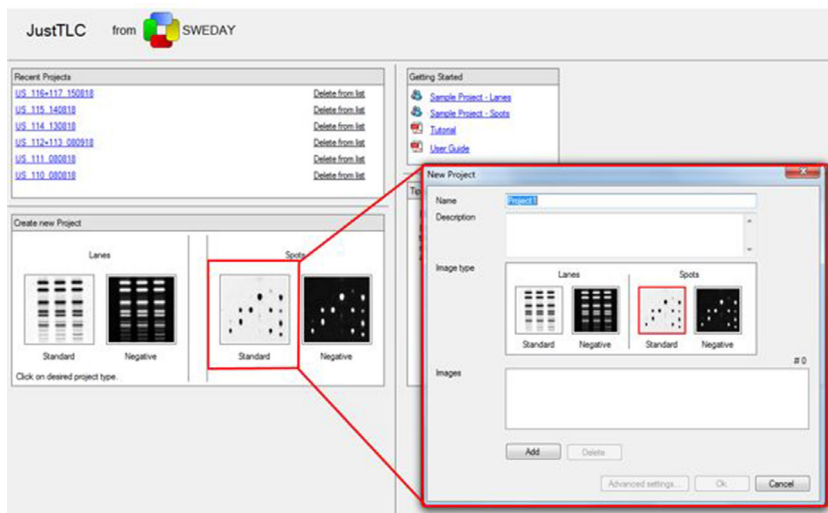 JustTLC from SWEDAY
Recent Projects
US_116+117_150818 Delete from list
US_115_140818 Delete from list
US_114_130818 Delete from list
US_112+113_080918 Delete from list
US_111_080818 Delete from list
US_110_080818 Delete from list
Create new Project
Lanes Spots
Standard Negative Standard Negative
Click on desired project type.
Getting Started
Sample Project - Lanes
Sample Project - Spots
Tutorial
User Guide
New Project
Name Project1
Description
Image type
Lanes Spots
Standard Negative Standard Negative
# 0
Images
Add Delete
Advanced settings... Ok Cancel